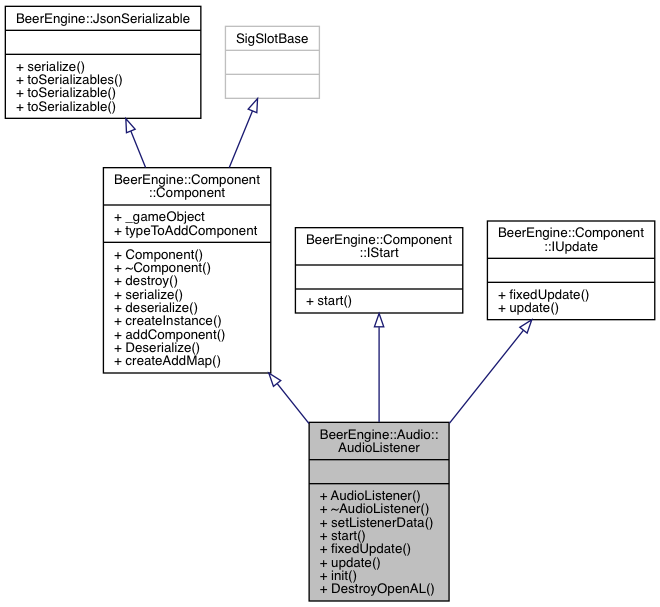 BeerEngine::JsonSerializable
+ serialize()
+ toSerializables()
+ toSerializable()
+ toSerializable()
SigSlotBase
BeerEngine::Component
::Component
+ _gameObject
+ typeToAddComponent
+ Component()
+ ~Component()
+ destroy()
+ serialize()
+ deserialize()
+ createInstance()
+ addComponent()
+ Deserialize()
+ createAddMap()
BeerEngine::Component
::IStart
+ start()
BeerEngine::Component
::IUpdate
+ fixedUpdate()
+ update()
BeerEngine::Audio::
AudioListener
+ AudioListener()
+ ~AudioListener()
+ setListenerData()
+ start()
+ fixedUpdate()
+ update()
+ init()
+ DestroyOpenAL()